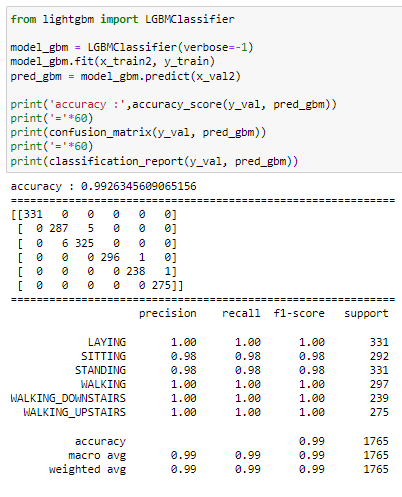 from lightgbm import LGBMClassifier
model_gbm = LGBMClassifier(verbose=-1)
model_gbm.fit(x_train2, y_train)
pred_gbm = model_gbm.predict(x_val2)
print('accuracy :',accuracy_score(y_val, pred_gbm))
print('='*60)
print(confusion_matrix(y_val, pred_gbm))
print('='*60)
print(classification_report(y_val, pred_gbm))
accuracy : 0.9926345609065156
============================================================
[[331 0 0 0 0 0]
[ 0 287 5 0 0 0]
[ 0 6 325 0 0 0]
[ 0 0 0 296 1 0]
[ 0 0 0 0 238 1]
[ 0 0 0 0 0 275]]
============================================================
precision recall f1-score support
LAYING 1.00 1.00 1.00 331
SITTING 0.98 0.98 0.98 292
STANDING 0.98 0.98 0.98 331
WALKING 1.00 1.00 1.00 297
WALKING_DOWNSTAIRS 1.00 1.00 1.00 239
WALKING_UPSTAIRS 1.00 1.00 1.00 275
accuracy 0.99 1765
macro avg 0.99 0.99 0.99 1765
weighted avg 0.99 0.99 0.99 1765